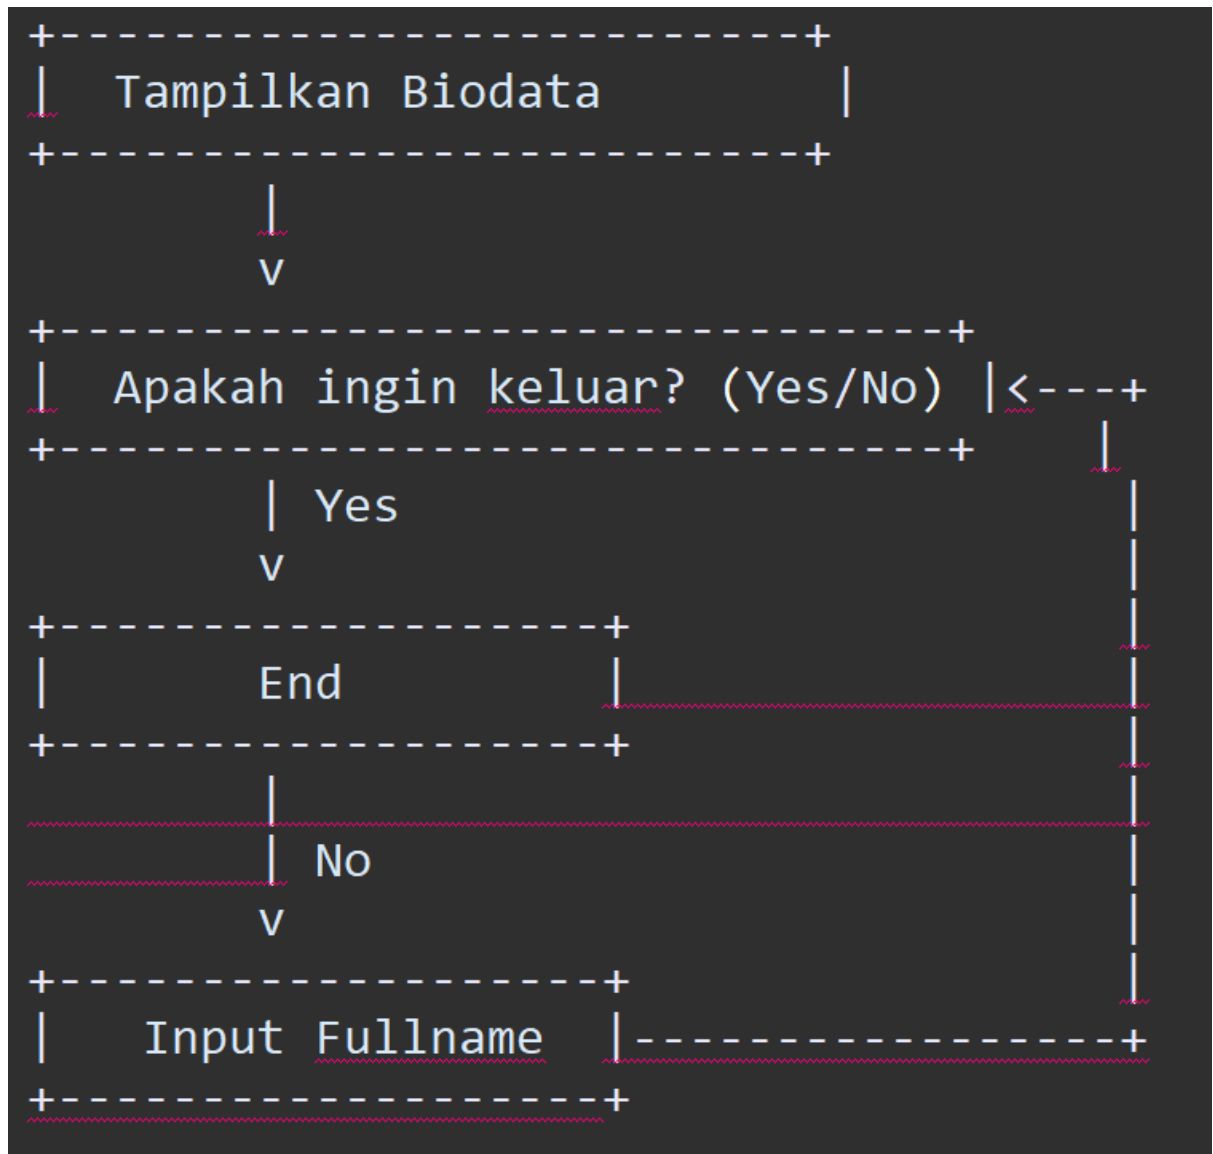 +---------------------------+
|  Tampilkan Biodata        |
+---------------------------+
|
v
+--------------------------------+
|  Apakah ingin keluar? (Yes/No) |<---+
+--------------------------------+    |
| Yes                         |
v                             |
+-------------------+                 |
|       End         |                 |
+-------------------+                 |
|                             |
| No                          |
v                             |
+-------------------+                 |
|   Input Fullname  |-----------------+
+-------------------+